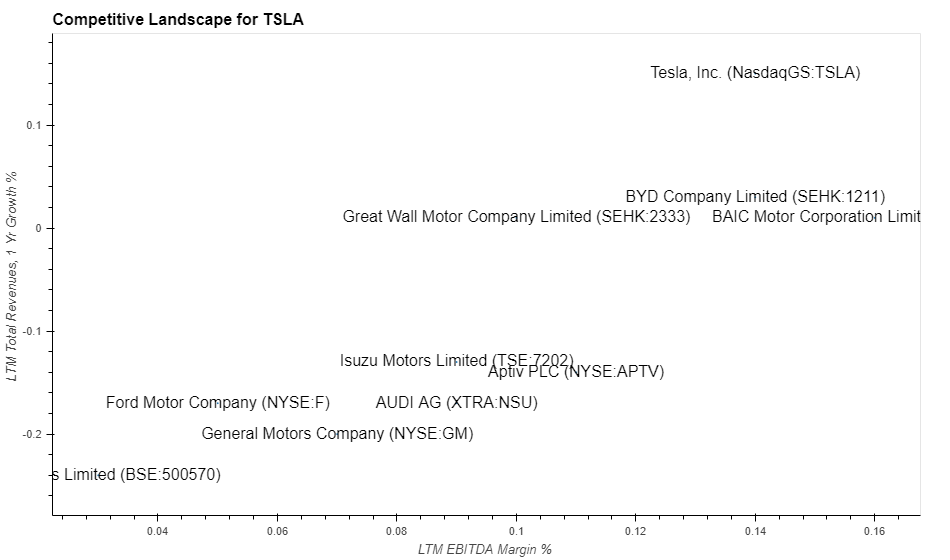 Competitive Landscape for TSLA
Tesla, Inc. (NasdaqGS:TSLA)
0.1
BYD Company Limited (SEHK:1211)
Great Wall Motor Company Limited (SEHK:2333)
BAIC Motor Corporation Limit
0
LTM Total Revenues, 1 Yr Growth %
-0.1
Isuzu Motors Limited (TSE:7202)
Aptiv PLC (NYSE:APTV)
Ford Motor Company (NYSE:F)
AUDI AG (XTRA:NSU)
General Motors Company (NYSE:GM)
-0.2
s Limited (BSE:500570)
0.04
0.06
0.08
0.1
0.12
0.14
0.16
LTM EBITDA Margin %